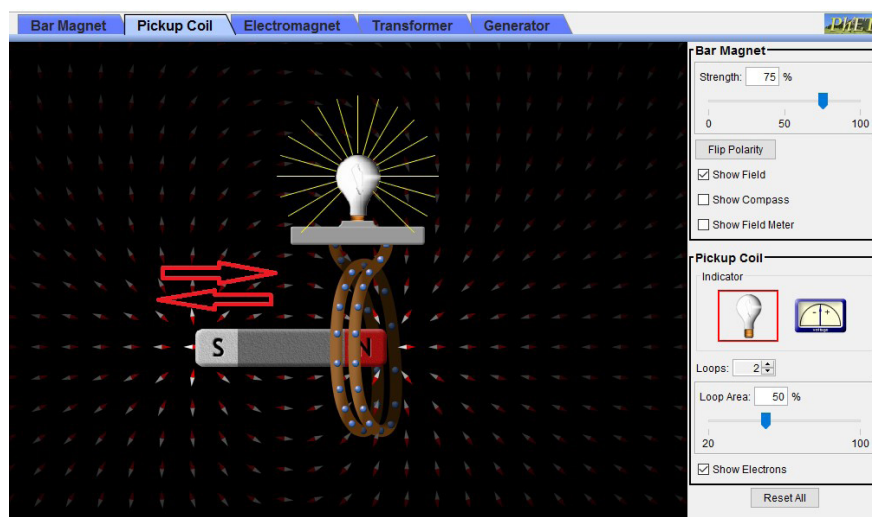 Bar Magnet Pickup Coil Electromagnet Transformer Generator
PhET
Bar Magnet
Strength: 75 %
0 50 100
Flip Polarity
Show Field
Show Compass
Show Field Meter
S N
Pickup Coil
Indicator
- +
Loops: 2
Loop Area: 50 %
20 100
Show Electrons
Reset All